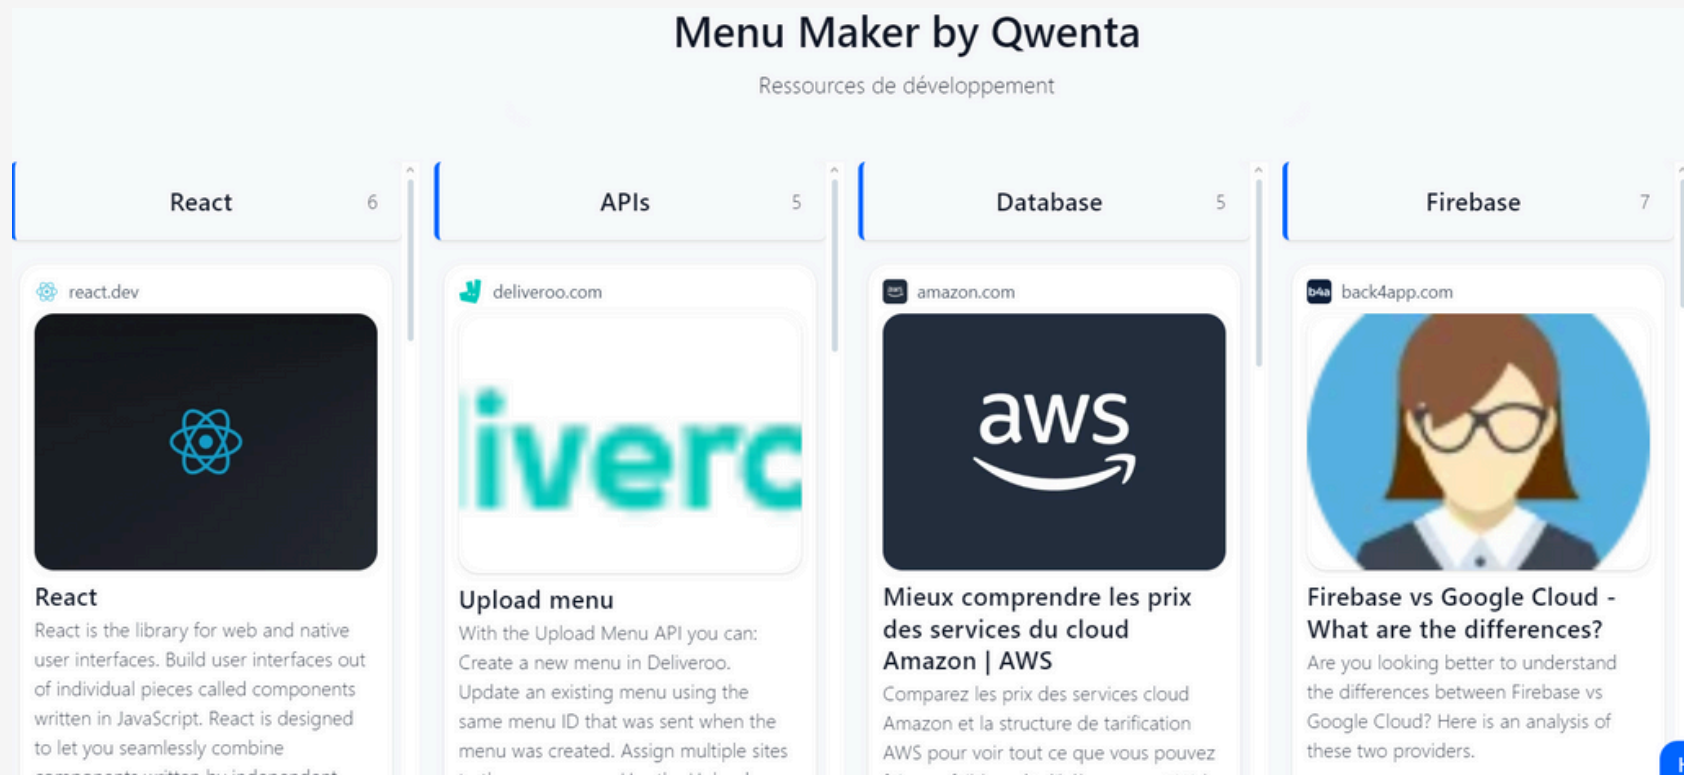 Menu Maker by Qwenta
Ressources de développement
React 6
APIs 5
Database 5
Firebase 7
react.dev
React
React is the library for web and native
user interfaces. Build user interfaces out
of individual pieces called components
written in JavaScript. React is designed
to let you seamlessly combine
components written by independent
deliveroo.com
iverc
Upload menu
With the Upload Menu API you can:
Create a new menu in Deliveroo.
Update an existing menu using the
same menu ID that was sent when the
menu was created. Assign multiple sites
aws
amazon.com
aws
Mieux comprendre les prix
des services du cloud
Amazon | AWS
Comparez les prix des services cloud
Amazon et la structure de tarification
AWS pour voir tout ce que vous pouvez
b4a
back4app.com
Firebase vs Google Cloud -
What are the differences?
Are you looking better to understand
the differences between Firebase vs
Google Cloud? Here is an analysis of
these two providers.